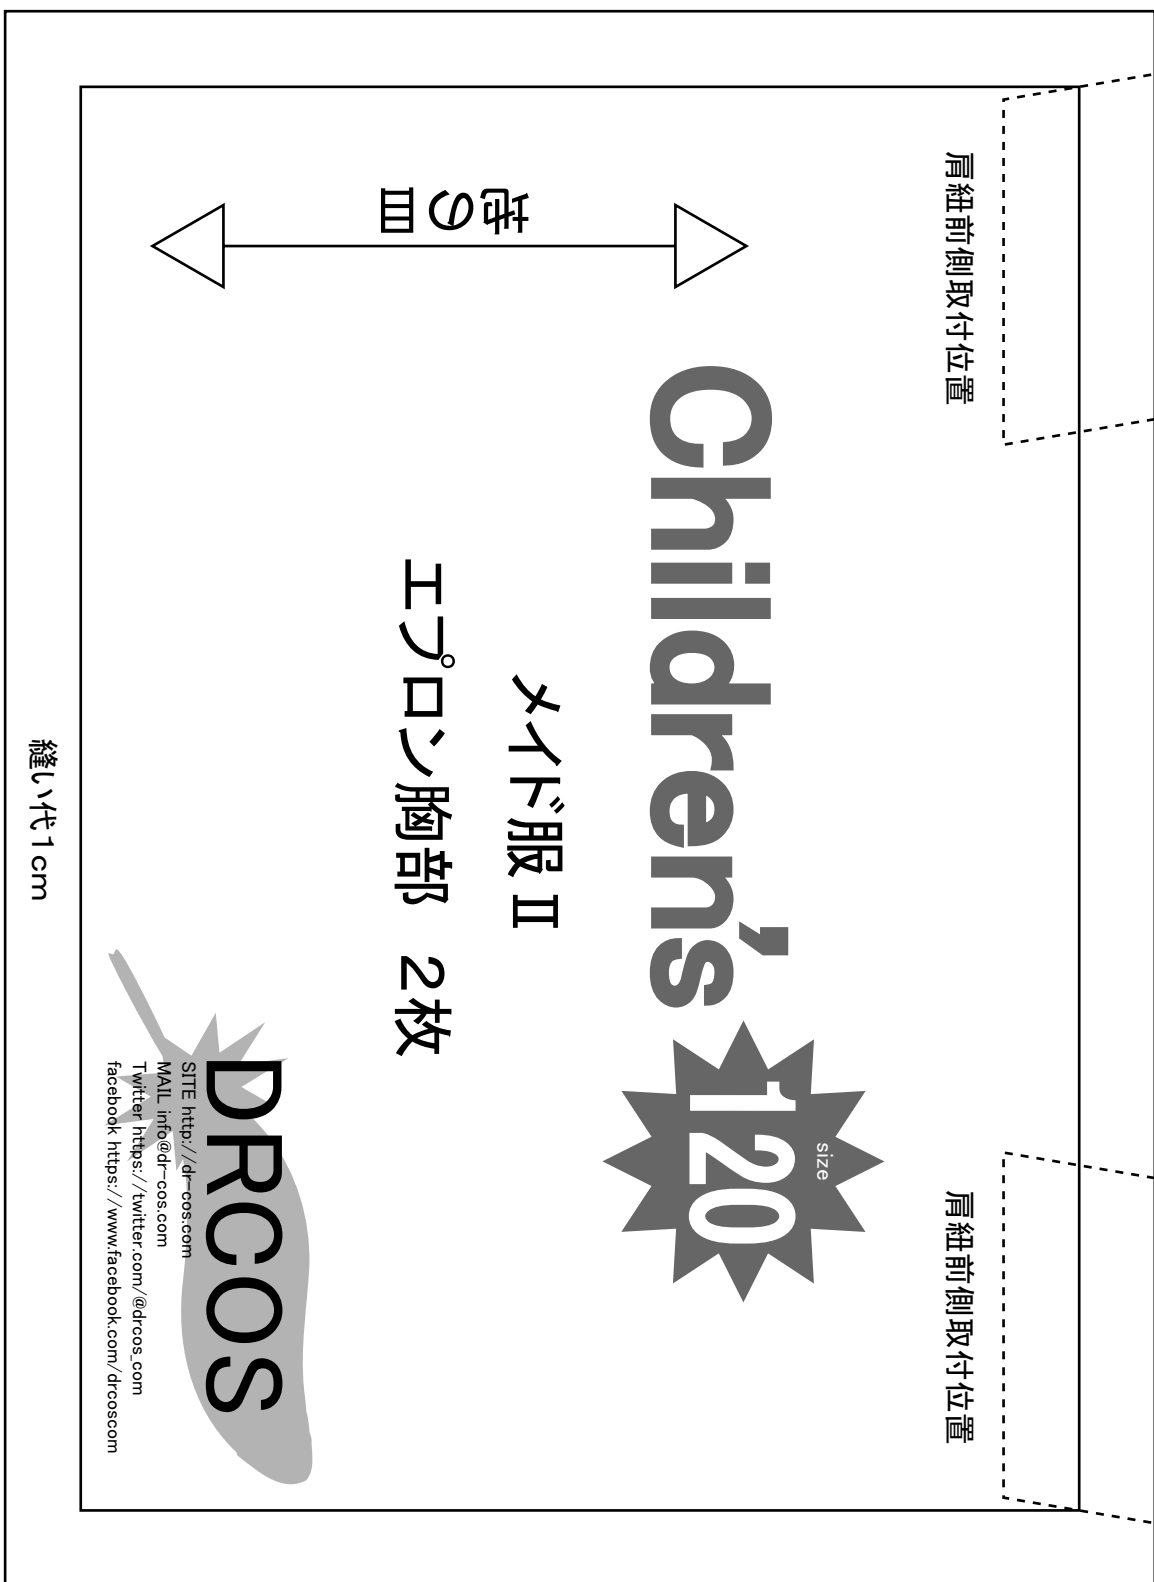 肩紐前側取付位置
肩紐前側取付位置
Children's
size
120
メイド服 Ⅱ
エプロン胸部 2枚
地の目
DRCOS
SITE http://dr-cos.com
MAIL info@dr-cos.com
Twitter https://twitter.com/@drcos_com
facebook https://www.facebook.com/drcoscom
縫い代1cm